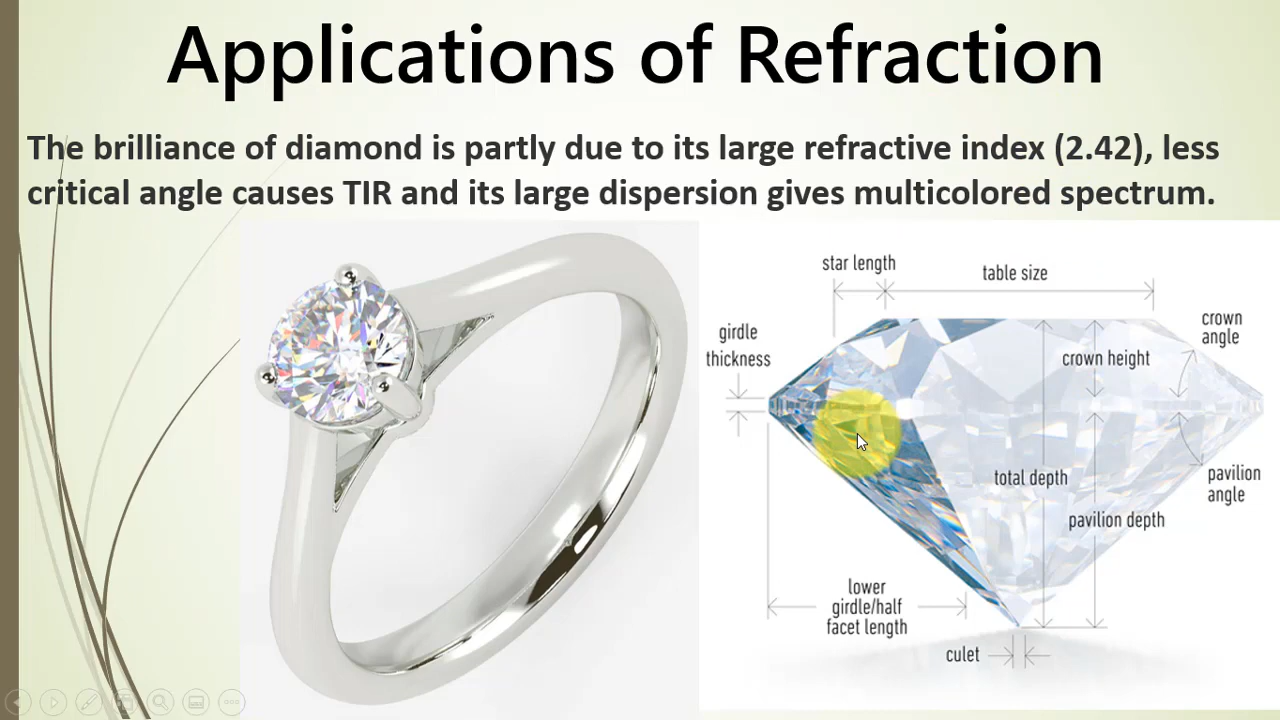 Applications of Refraction
The brilliance of diamond is partly due to its large refractive index (2.42), less
critical angle causes TIR and its large dispersion gives multicolored spectrum.
star length
table size
girdle
thickness
crown
angle
crown height
total depth
pavilion
angle
pavilion depth
lower
girdle/half
facet length
culet